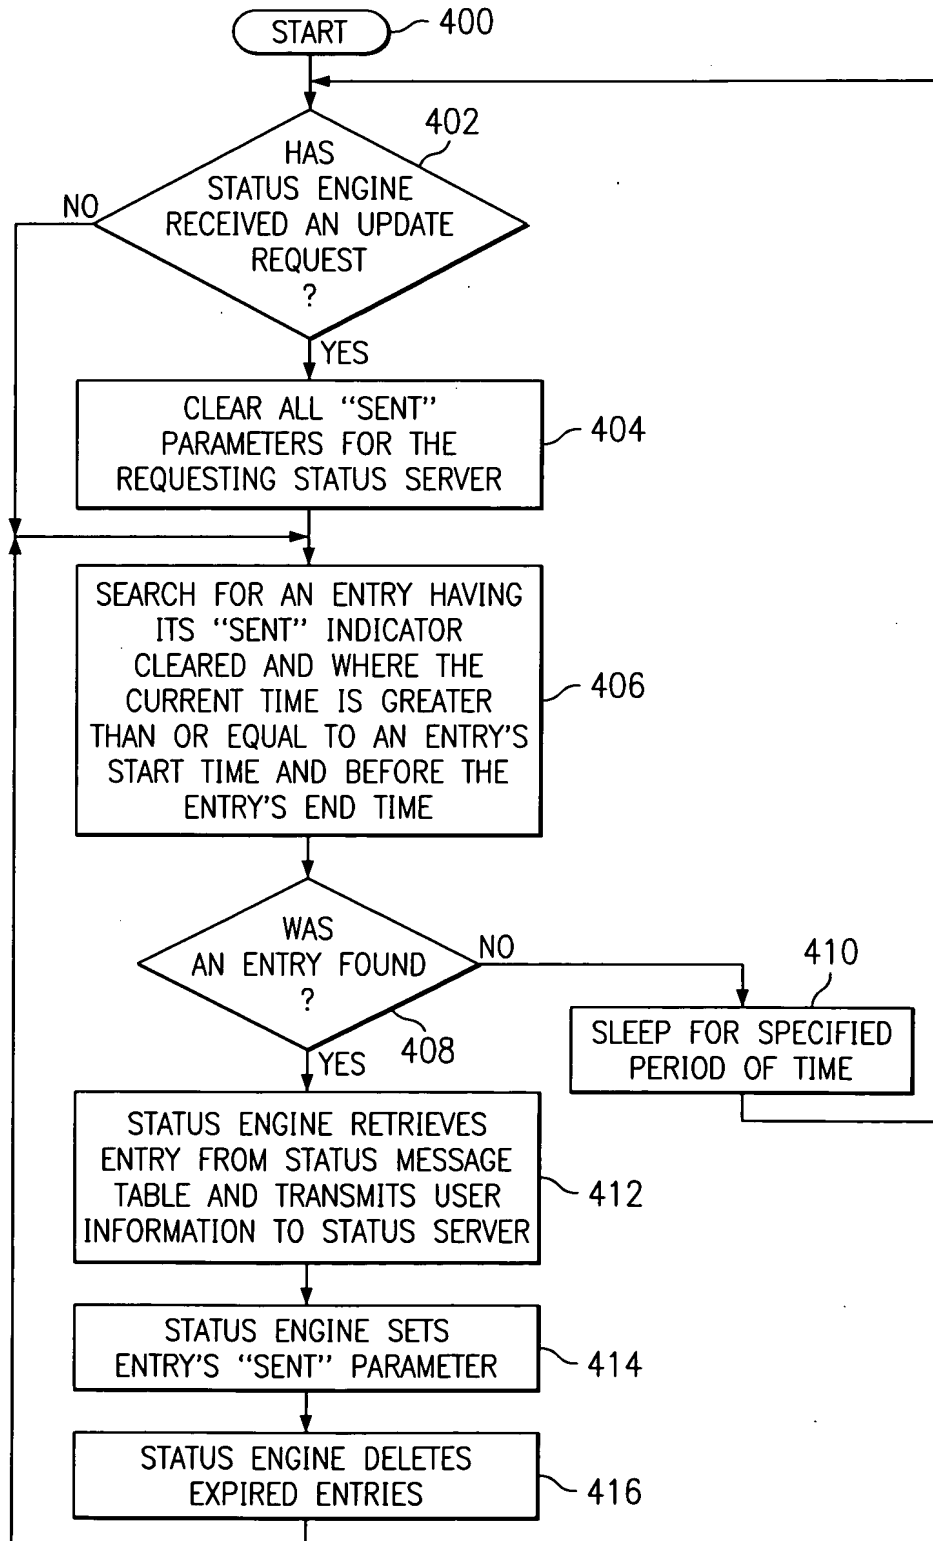 START
400
402
HAS
STATUS ENGINE
RECEIVED AN UPDATE
REQUEST
?
NO
YES
CLEAR ALL “SENT”
PARAMETERS FOR THE
REQUESTING STATUS SERVER
404
SEARCH FOR AN ENTRY HAVING
ITS “SENT” INDICATOR
CLEARED AND WHERE THE
CURRENT TIME IS GREATER
THAN OR EQUAL TO AN ENTRY'S
START TIME AND BEFORE THE
ENTRY'S END TIME
406
WAS
AN ENTRY FOUND
?
NO
408
YES
410
SLEEP FOR SPECIFIED
PERIOD OF TIME
STATUS ENGINE RETRIEVES
ENTRY FROM STATUS MESSAGE
TABLE AND TRANSMITS USER
INFORMATION TO STATUS SERVER
412
STATUS ENGINE SETS
ENTRY'S “SENT” PARAMETER
414
STATUS ENGINE DELETES
EXPIRED ENTRIES
416